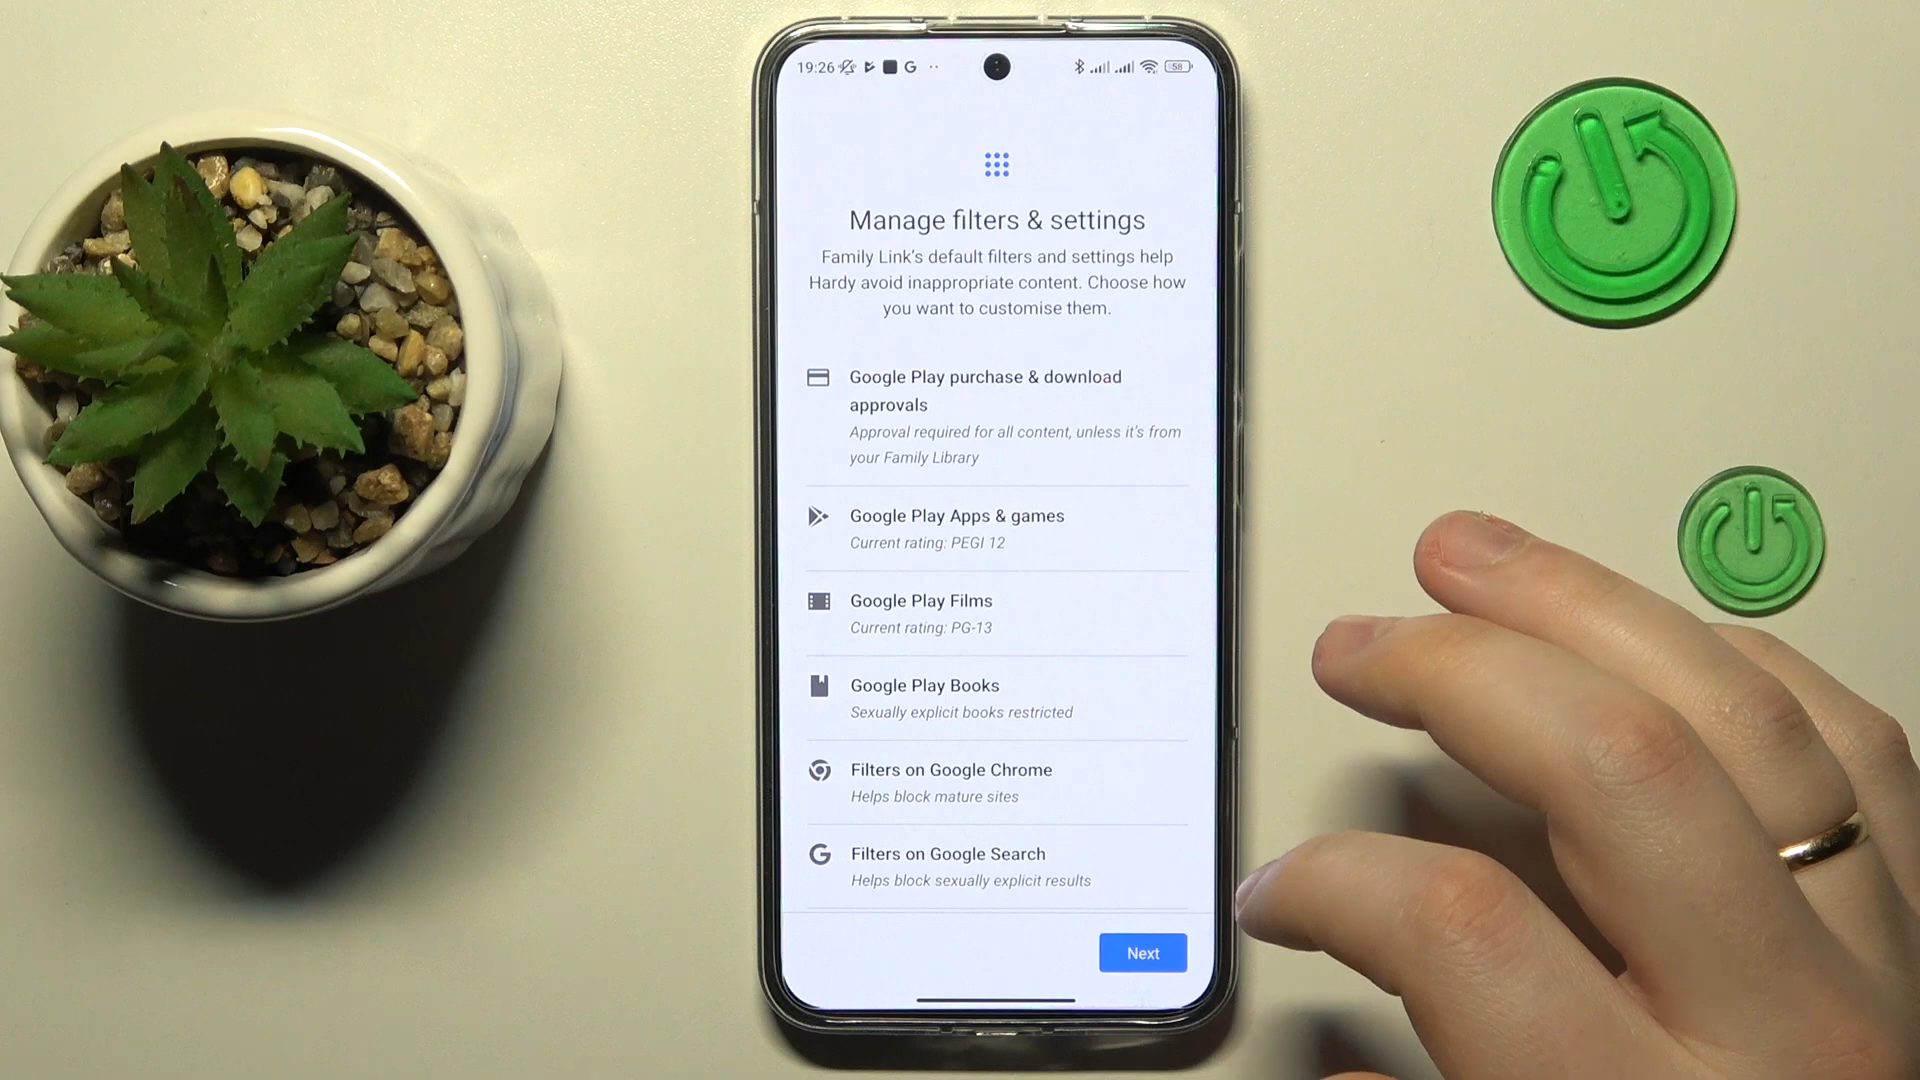 19:26
58
Manage filters & settings
Family Link's default filters and settings help
Hardy avoid inappropriate content. Choose how
you want to customise them.
Google Play purchase & download
approvals
Approval required for all content, unless it's from
your Family Library
Google Play Apps & games
Current rating: PEGI 12
Google Play Films
Current rating: PG-13
Google Play Books
Sexually explicit books restricted
Filters on Google Chrome
Helps block mature sites
Filters on Google Search
Helps block sexually explicit results
Next